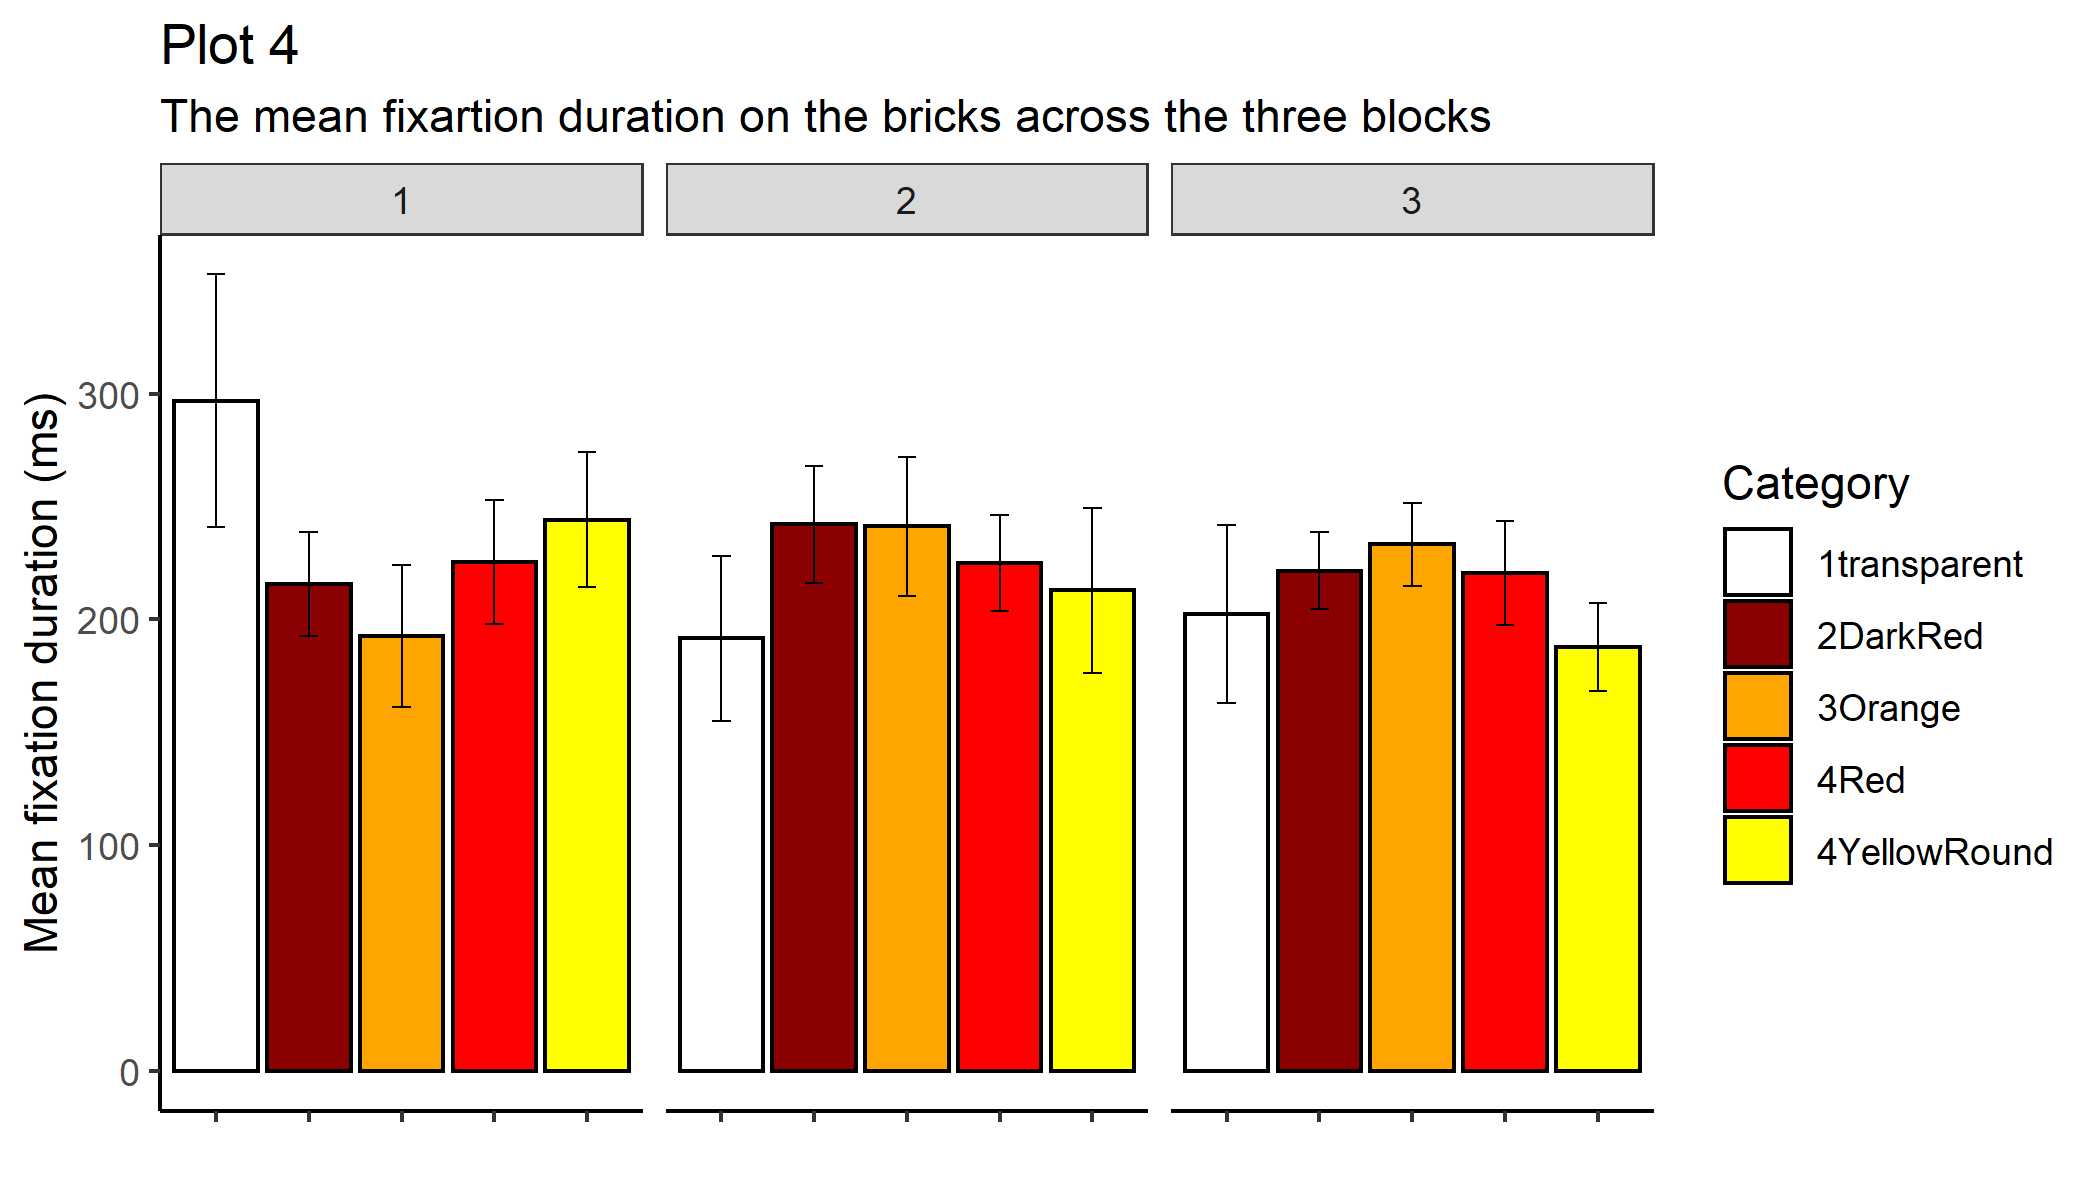 Plot 4
The mean fixartion duration on the bricks across the three blocks
1
2
3
Mean fixation duration (ms)
300
200
100
0
Category
1transparent
2DarkRed
3Orange
4Red
4YellowRound